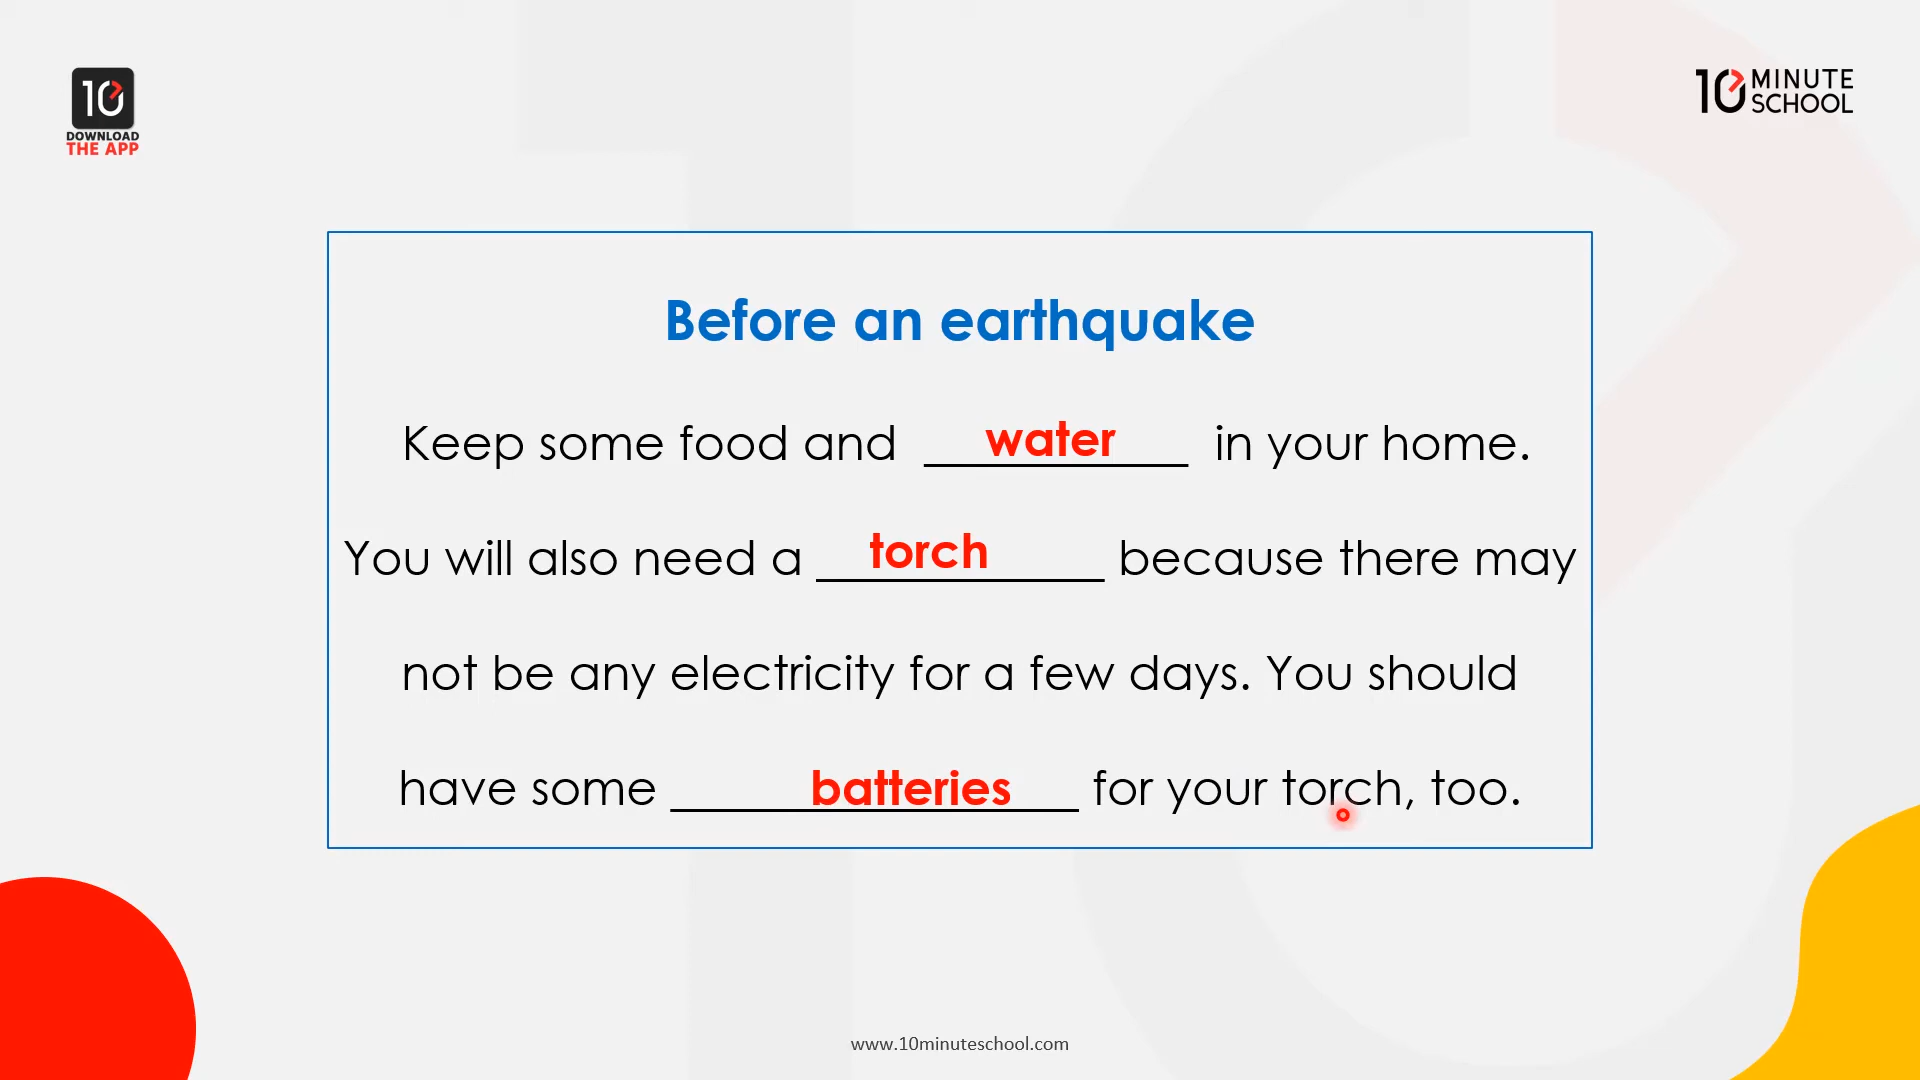 10
DOWNLOAD
THE APP
10 MINUTE
SCHOOL
Before an earthquake
Keep some food and water in your home.
You will also need a torch because there may
not be any electricity for a few days. You should
have some batteries for your torch, too.
www.10minuteschool.com